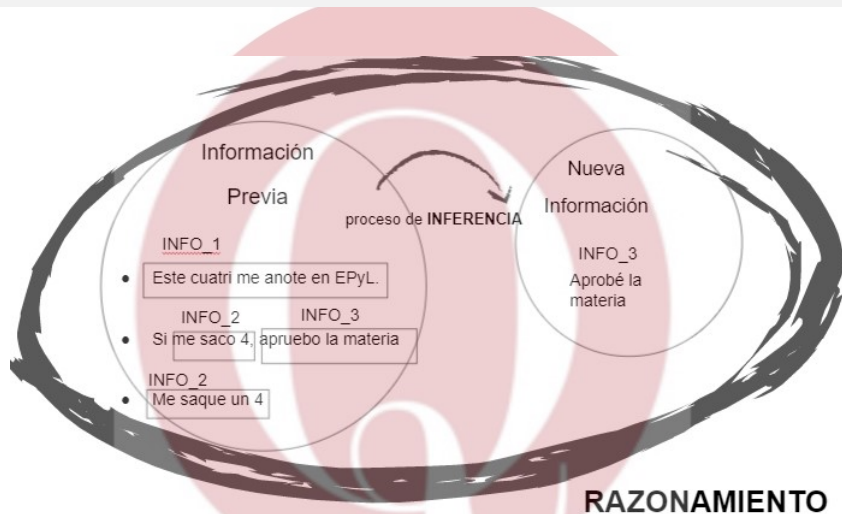 Información
Previa
proceso de INFERENCIA
Nueva
Información
INFO_1
Este cuatri me anote en EPyL.
INFO_2 INFO_3
Si me saco 4, apruebo la materia
INFO_2
Me saque un 4
INFO_3
Aprobé la
materia
RAZONAMIENTO